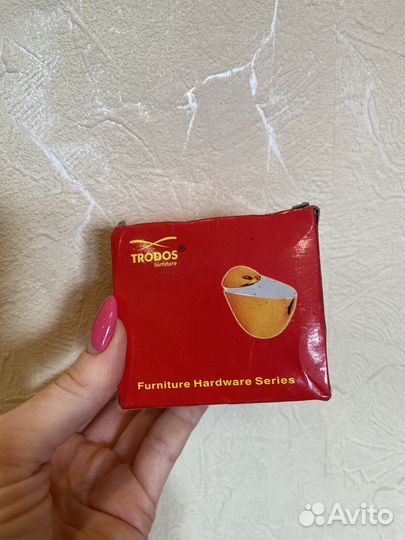 TRODOS®
furniture
Furniture Hardware Series
Avito